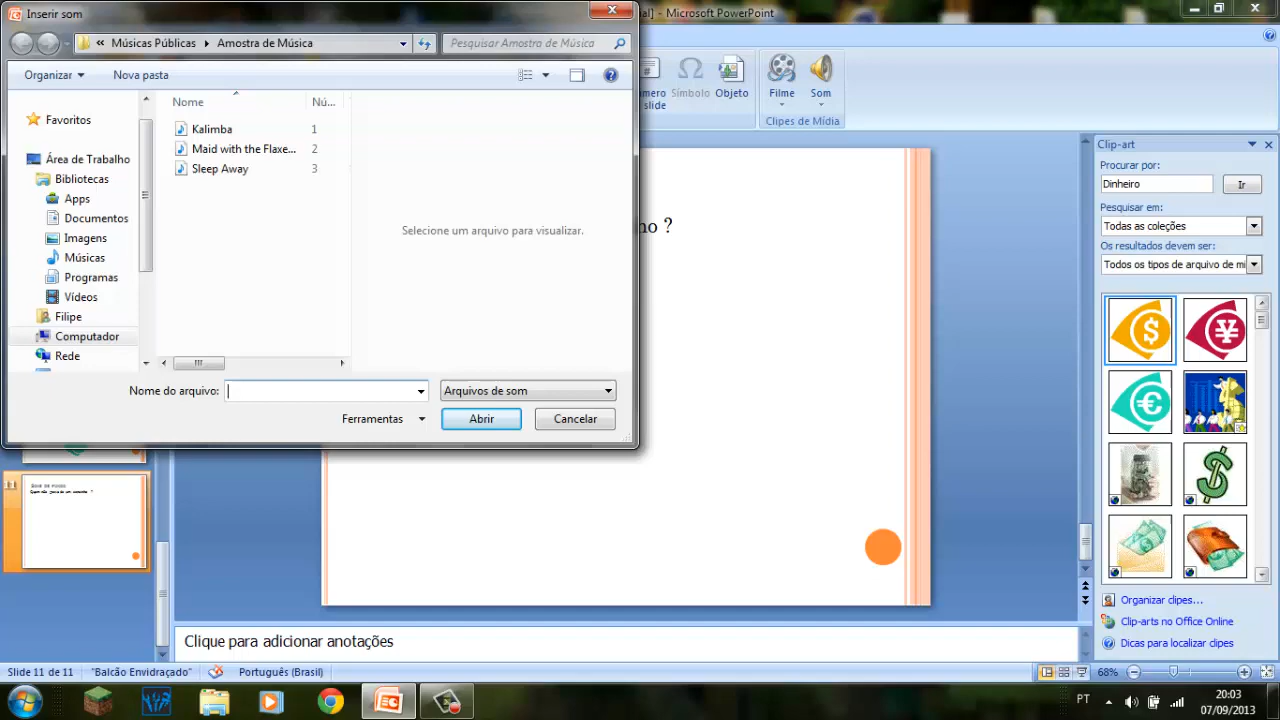 Inserir som
al] - Microsoft PowerPoint
« Músicas Públicas Amostra de Música
Pesquisar Amostra de Música
Organizar
Nova pasta
Nome
Nú...
Favoritos
Área de Trabalho
Bibliotecas
Apps
Documentos
Imagens
Músicas
Programas
Vídeos
Filipe
Computador
Rede
Kalimba 1
Maid with the Flaxe... 2
Sleep Away 3
Selecione um arquivo para visualizar.
Nome do arquivo:
Arquivos de som
Ferramentas
Abrir
Cancelar
úmero
slide
Símbolo
Objeto
Filme
Som
Clipes de Mídia
no ?
Clip-art
Procurar por:
Dinheiro
Ir
Pesquisar em:
Todas as coleções
Os resultados devem ser:
Todos os tipos de arquivo de mi
Organizar clipes...
Clip-arts no Office Online
Dicas para localizar clipes
11
Clique para adicionar anotações
Slide 11 de 11
"Balcão Envidraçado"
Português (Brasil)
68%
PT
20:03
07/09/2013